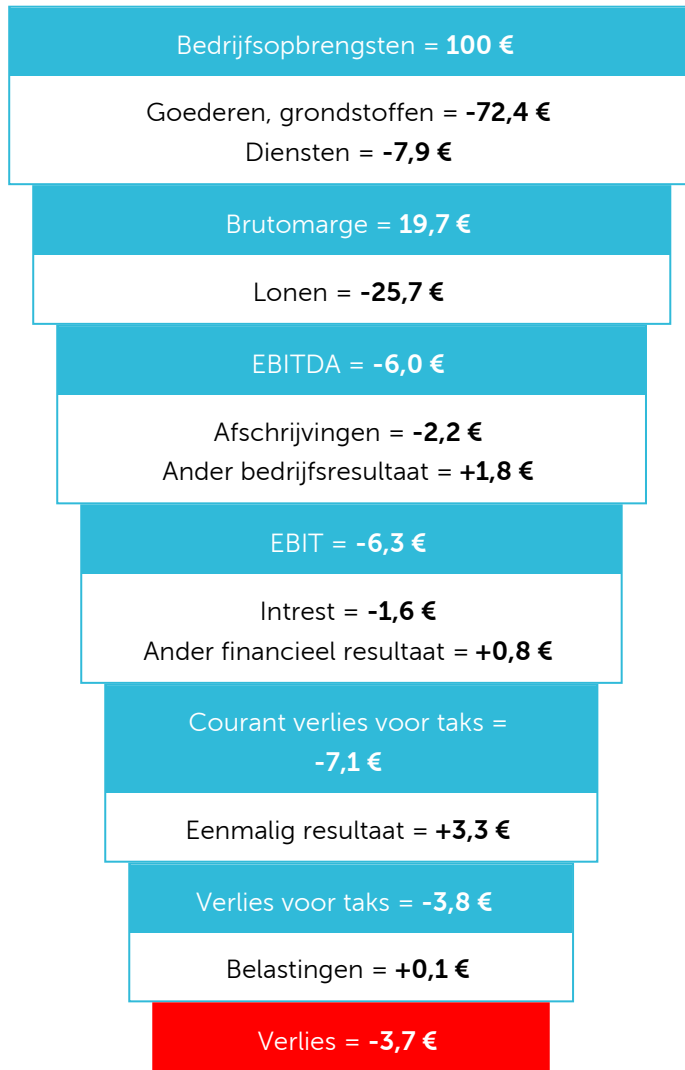 Bedrijfsopbrengsten = 100 €
Goederen, grondstoffen = -72,4 €
Diensten = -7,9 €
Brutomarge = 19,7 €
Lonen = -25,7 €
EBITDA = -6,0 €
Afschrijvingen = -2,2 €
Ander bedrijfsresultaat = +1,8 €
EBIT = -6,3 €
Intrest = -1,6 €
Ander financieel resultaat = +0,8 €
Courant verlies voor taks =
-7,1 €
Eenmalig resultaat = +3,3 €
Verlies voor taks = -3,8 €
Belastingen = +0,1 €
Verlies = -3,7 €